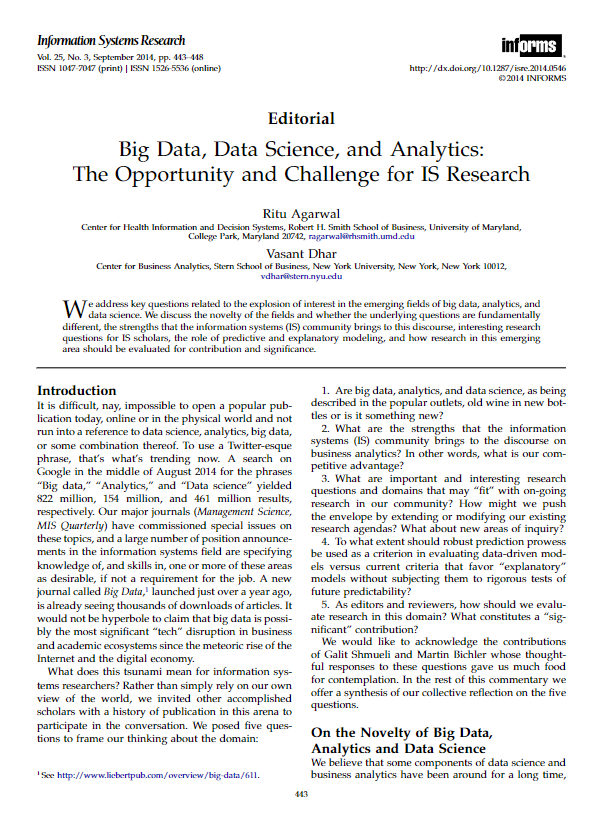 Information Systems Research
Vol. 25, No. 3, September 2014, pp. 443–448
ISSN 1047-7047 (print) | ISSN 1526-5536 (online)
informs
http://dx.doi.org/10.1287/isre.2014.0546
©2014 INFORMS
Editorial
Big Data, Data Science, and Analytics:
The Opportunity and Challenge for IS Research
Ritu Agarwal
Center for Health Information and Decision Systems, Robert H. Smith School of Business, University of Maryland,
College Park, Maryland 20742, ragarwal@rhsmith.umd.edu
Vasant Dhar
Center for Business Analytics, Stern School of Business, New York University, New York, New York 10012,
vdhar@stern.nyu.edu
We address key questions related to the explosion of interest in the emerging fields of big data, analytics, and
data science. We discuss the novelty of the fields and whether the underlying questions are fundamentally
different, the strengths that the information systems (IS) community brings to this discourse, interesting research
questions for IS scholars, the role of predictive and explanatory modeling, and how research in this emerging
area should be evaluated for contribution and significance.
Introduction
It is difficult, nay, impossible to open a popular pub-
lication today, online or in the physical world and not
run into a reference to data science, analytics, big data,
or some combination thereof. To use a Twitter-esque
phrase, that's what's trending now. A search on
Google in the middle of August 2014 for the phrases
"Big data," "Analytics," and "Data science" yielded
822 million, 154 million, and 461 million results,
respectively. Our major journals (Management Science,
MIS Quarterly) have commissioned special issues on
these topics, and a large number of position announce-
ments in the information systems field are specifying
knowledge of, and skills in, one or more of these areas
as desirable, if not a requirement for the job. A new
journal called Big Data,1 launched just over a year ago,
is already seeing thousands of downloads of articles. It
would not be hyperbole to claim that big data is possi-
bly the most significant "tech" disruption in business
and academic ecosystems since the meteoric rise of the
Internet and the digital economy.
What does this tsunami mean for information sys-
tems researchers? Rather than simply rely on our own
view of the world, we invited other accomplished
scholars with a history of publication in this arena to
participate in the conversation. We posed five ques-
tions to frame our thinking about the domain:
1 See http://www.liebertpub.com/overview/big-data/611.
1. Are big data, analytics, and data science, as being
described in the popular outlets, old wine in new bot-
tles or is it something new?
2. What are the strengths that the information
systems (IS) community brings to the discourse on
business analytics? In other words, what is our com-
petitive advantage?
3. What are important and interesting research
questions and domains that may "fit" with on-going
research in our community? How might we push
the envelope by extending or modifying our existing
research agendas? What about new areas of inquiry?
4. To what extent should robust prediction prowess
be used as a criterion in evaluating data-driven mod-
els versus current criteria that favor "explanatory"
models without subjecting them to rigorous tests of
future predictability?
5. As editors and reviewers, how should we evalu-
ate research in this domain? What constitutes a "sig-
nificant" contribution?
We would like to acknowledge the contributions
of Galit Shmueli and Martin Bichler whose thought-
ful responses to these questions gave us much food
for contemplation. In the rest of this commentary we
offer a synthesis of our collective reflection on the five
questions.
On the Novelty of Big Data,
Analytics and Data Science
We believe that some components of data science and
business analytics have been around for a long time,
443